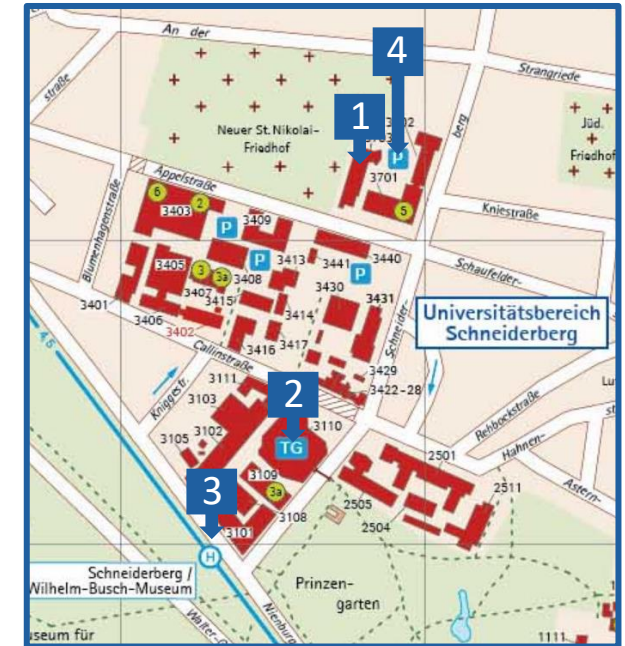 An der
straße
Strangriede
4
1
3701
P
5
berg
Jüd.
Friedhof
Neuer St. Nikolai-
Friedhof
Appelstraße
Kniestraße
6
2
3403
3409
P
P
P
Blumenhagenstraße
3405
3
3a
3408
3407
3415
3413
3441
3440
3430
3431
Schaufelder-
Universitätsbereich
Schneiderberg
3401
3406
3402
3414
3416
3417
Schneider-
Callinstraße
3429
3422-28
45
Kniggestr.
3111
3103
3102
3105
2
3110
TG
3109
3a
3108
3101
2501
2505
2504
2511
Rehbockstraße
Hahnen-
Astern-
3
H
Schneiderberg /
Wilhelm-Busch-Museum
Prinzen-
garten
Nienburg
Walter-
useum für
1111